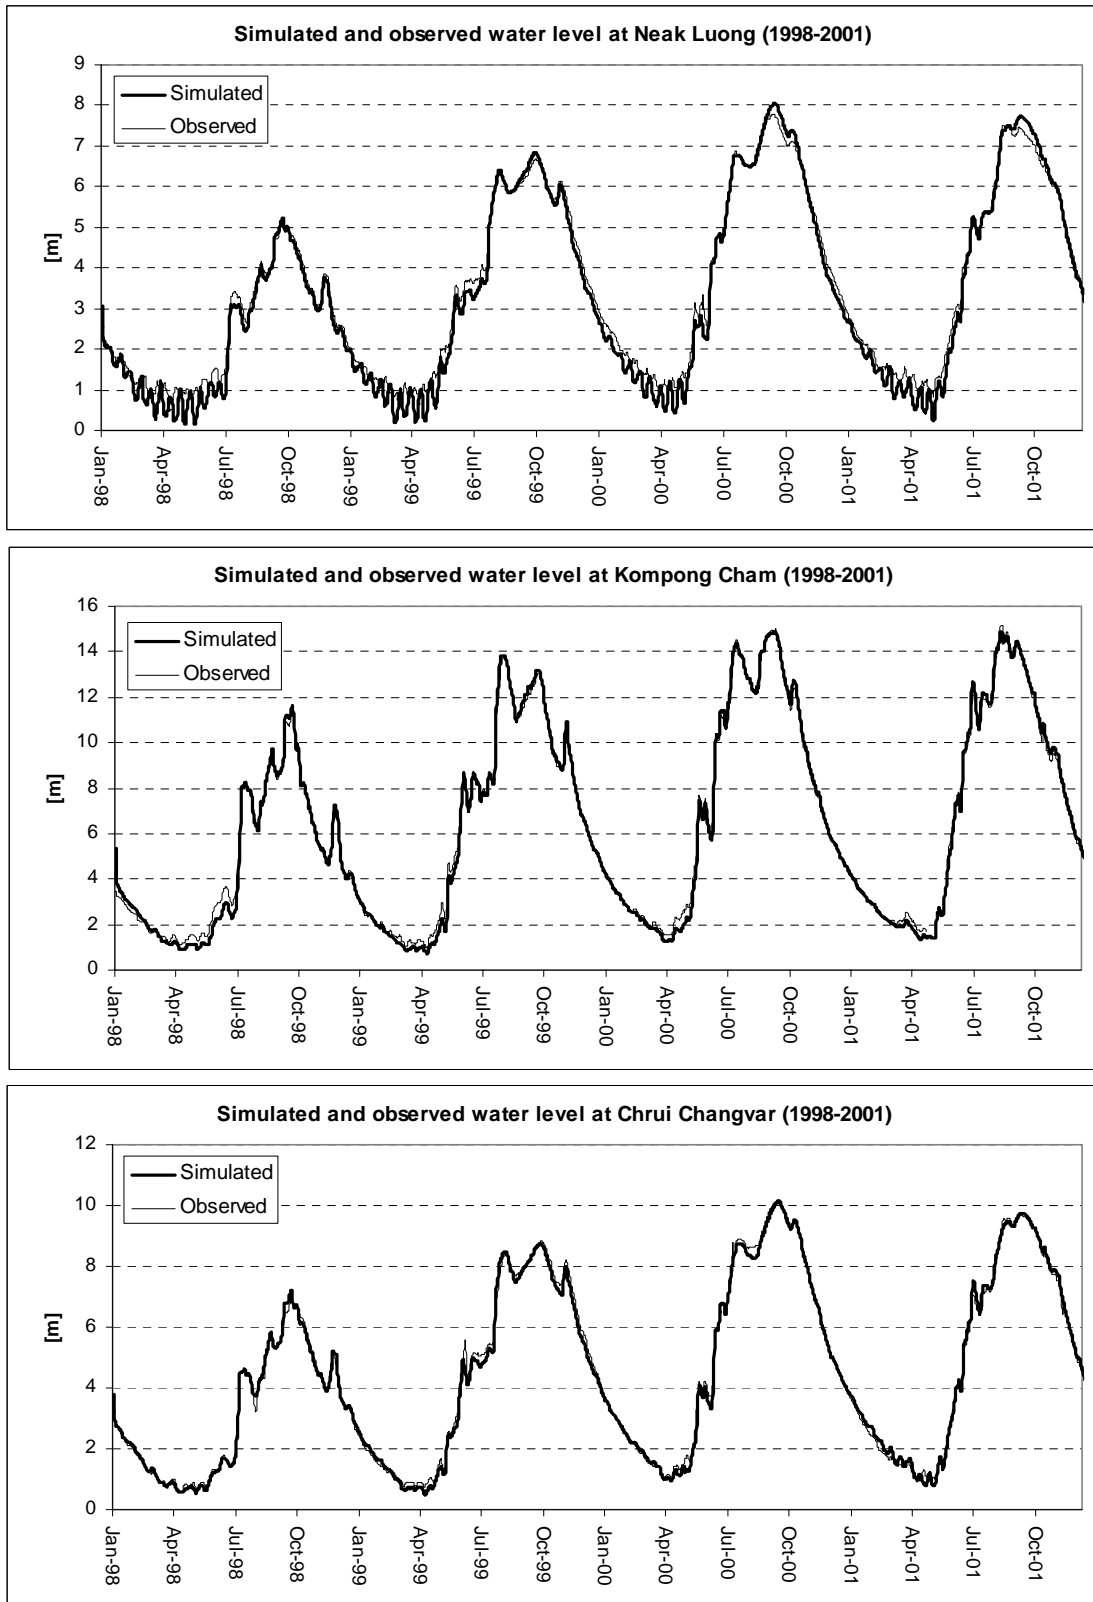 Simulated and observed water level at Neak Luong (1998-2001)
9
8
7
6
5
4
3
2
1
0
[m]
Simulated
Observed
Jan-98
Apr-98
Jul-98
Oct-98
Jan-99
Apr-99
Jul-99
Oct-99
Jan-00
Apr-00
Jul-00
Oct-00
Jan-01
Apr-01
Jul-01
Oct-01
Simulated and observed water level at Kompong Cham (1998-2001)
16
14
12
10
8
6
4
2
0
[m]
Simulated
Observed
Jan-98
Apr-98
Jul-98
Oct-98
Jan-99
Apr-99
Jul-99
Oct-99
Jan-00
Apr-00
Jul-00
Oct-00
Jan-01
Apr-01
Jul-01
Oct-01
Simulated and observed water level at Chrui Changvar (1998-2001)
12
10
8
6
4
2
0
[m]
Simulated
Observed
Jan-98
Apr-98
Jul-98
Oct-98
Jan-99
Apr-99
Jul-99
Oct-99
Jan-00
Apr-00
Jul-00
Oct-00
Jan-01
Apr-01
Jul-01
Oct-01